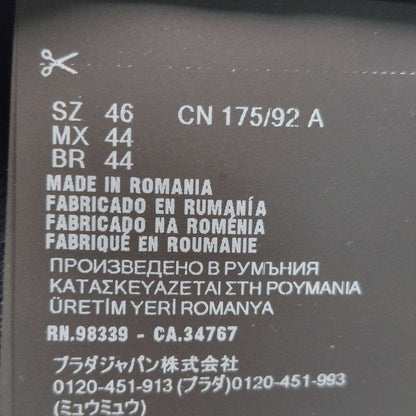 SZ 46 CN 175/92 A
MX 44
BR 44
MADE IN ROMANIA
FABRICADO EN RUMANÍA
FABRICADO NA ROMÉNIA
FABRIQUÉ EN ROUMANIE
ПРОИЗВЕДЕНО В РУМЪНИЯ
ΚΑΤΑΣΚΕΥΑΖΕΤΑΙ ΣΤΗ ΡΟΥΜΑΝΙΑ
ÜRETİM YERİ ROMANYA
RN.98339 - CA.34767
プラダジャパン株式会社
0120-451-913 (プラダ)0120-451-993
(ミュウミュウ)